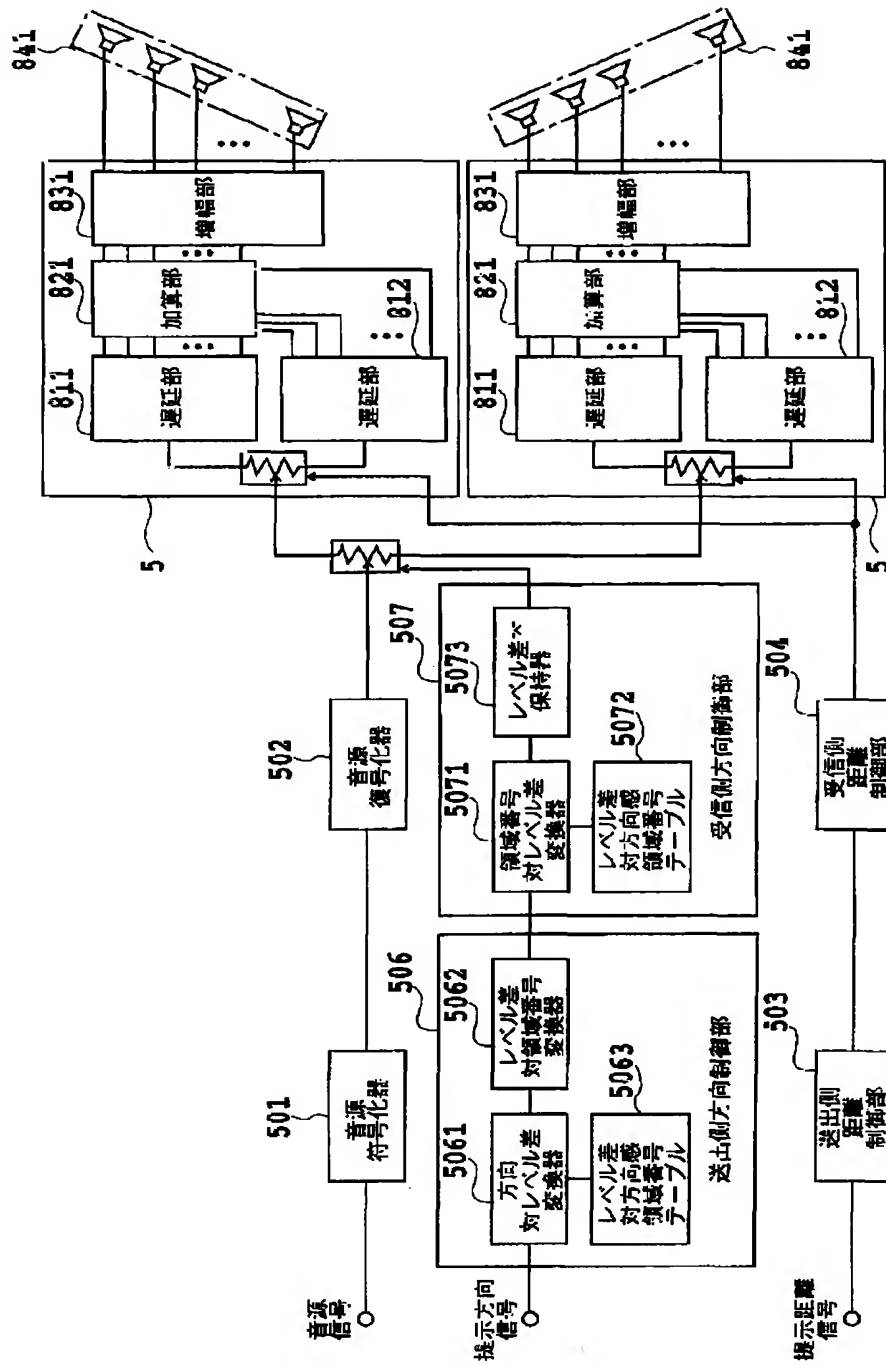 841
841
831
増幅部
821
加算部
811
遅延部
812
遅延部
5
831
増幅部
821
加算部
811
遅延部
812
遅延部
5
音源
信号
501
音源
符号化器
502
音源
復号化器
提示方向
信号
506
5061
方向
対レベル差
変換器
5062
レベル差
対領域番号
変換器
5063
レベル差
対方向感
領域番号
テーブル
送出側方向制御部
507
5071
領域番号
対レベル差
変換器
5073
レベル差
保持器
5072
レベル差
対方向感
領域番号
テーブル
受信側方向制御部
提示距離
信号
503
送出側
距離
制御部
504
受信側
距離
制御部